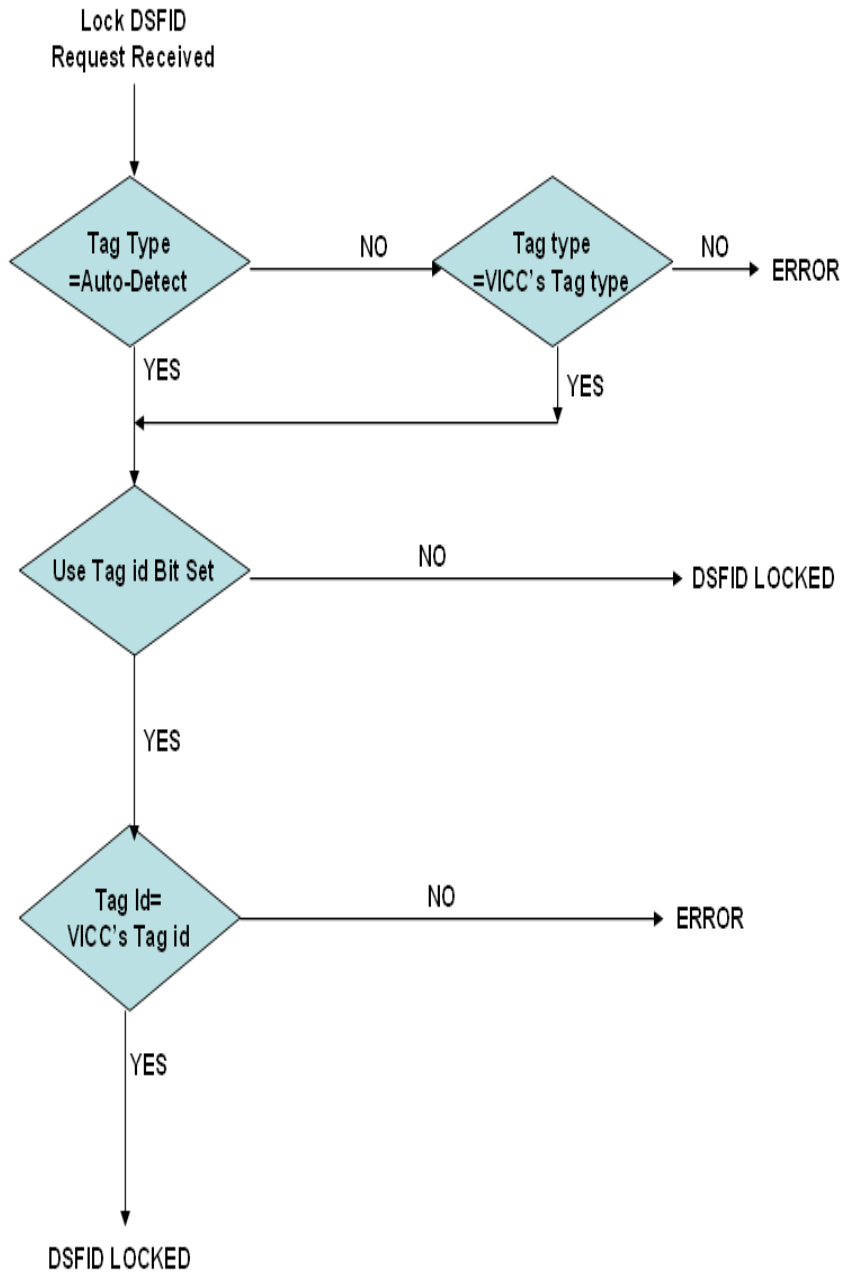 Lock DSFID
Request Received
Tag Type
=Auto-Detect
NO
Tag type
=VICC's Tag type
NO
ERROR
YES
YES
Use Tag id Bit Set
NO
DSFID LOCKED
YES
Tag Id=
VICC's Tag id
NO
ERROR
YES
DSFID LOCKED